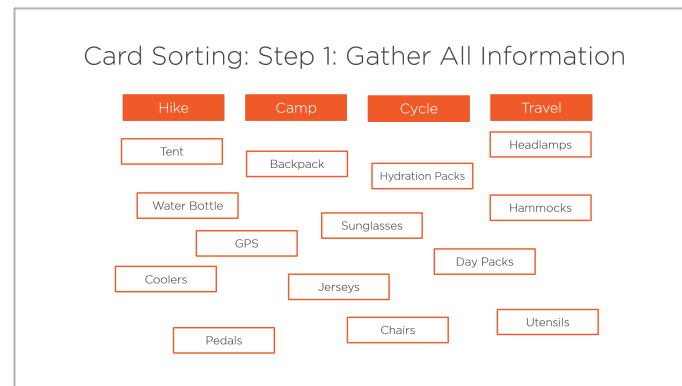 Card Sorting: Step 1: Gather All Information
Hike
Camp
Cycle
Travel
Tent
Backpack
Hydration Packs
Headlamps
Water Bottle
Sunglasses
Hammocks
GPS
Day Packs
Coolers
Jerseys
Pedals
Chairs
Utensils